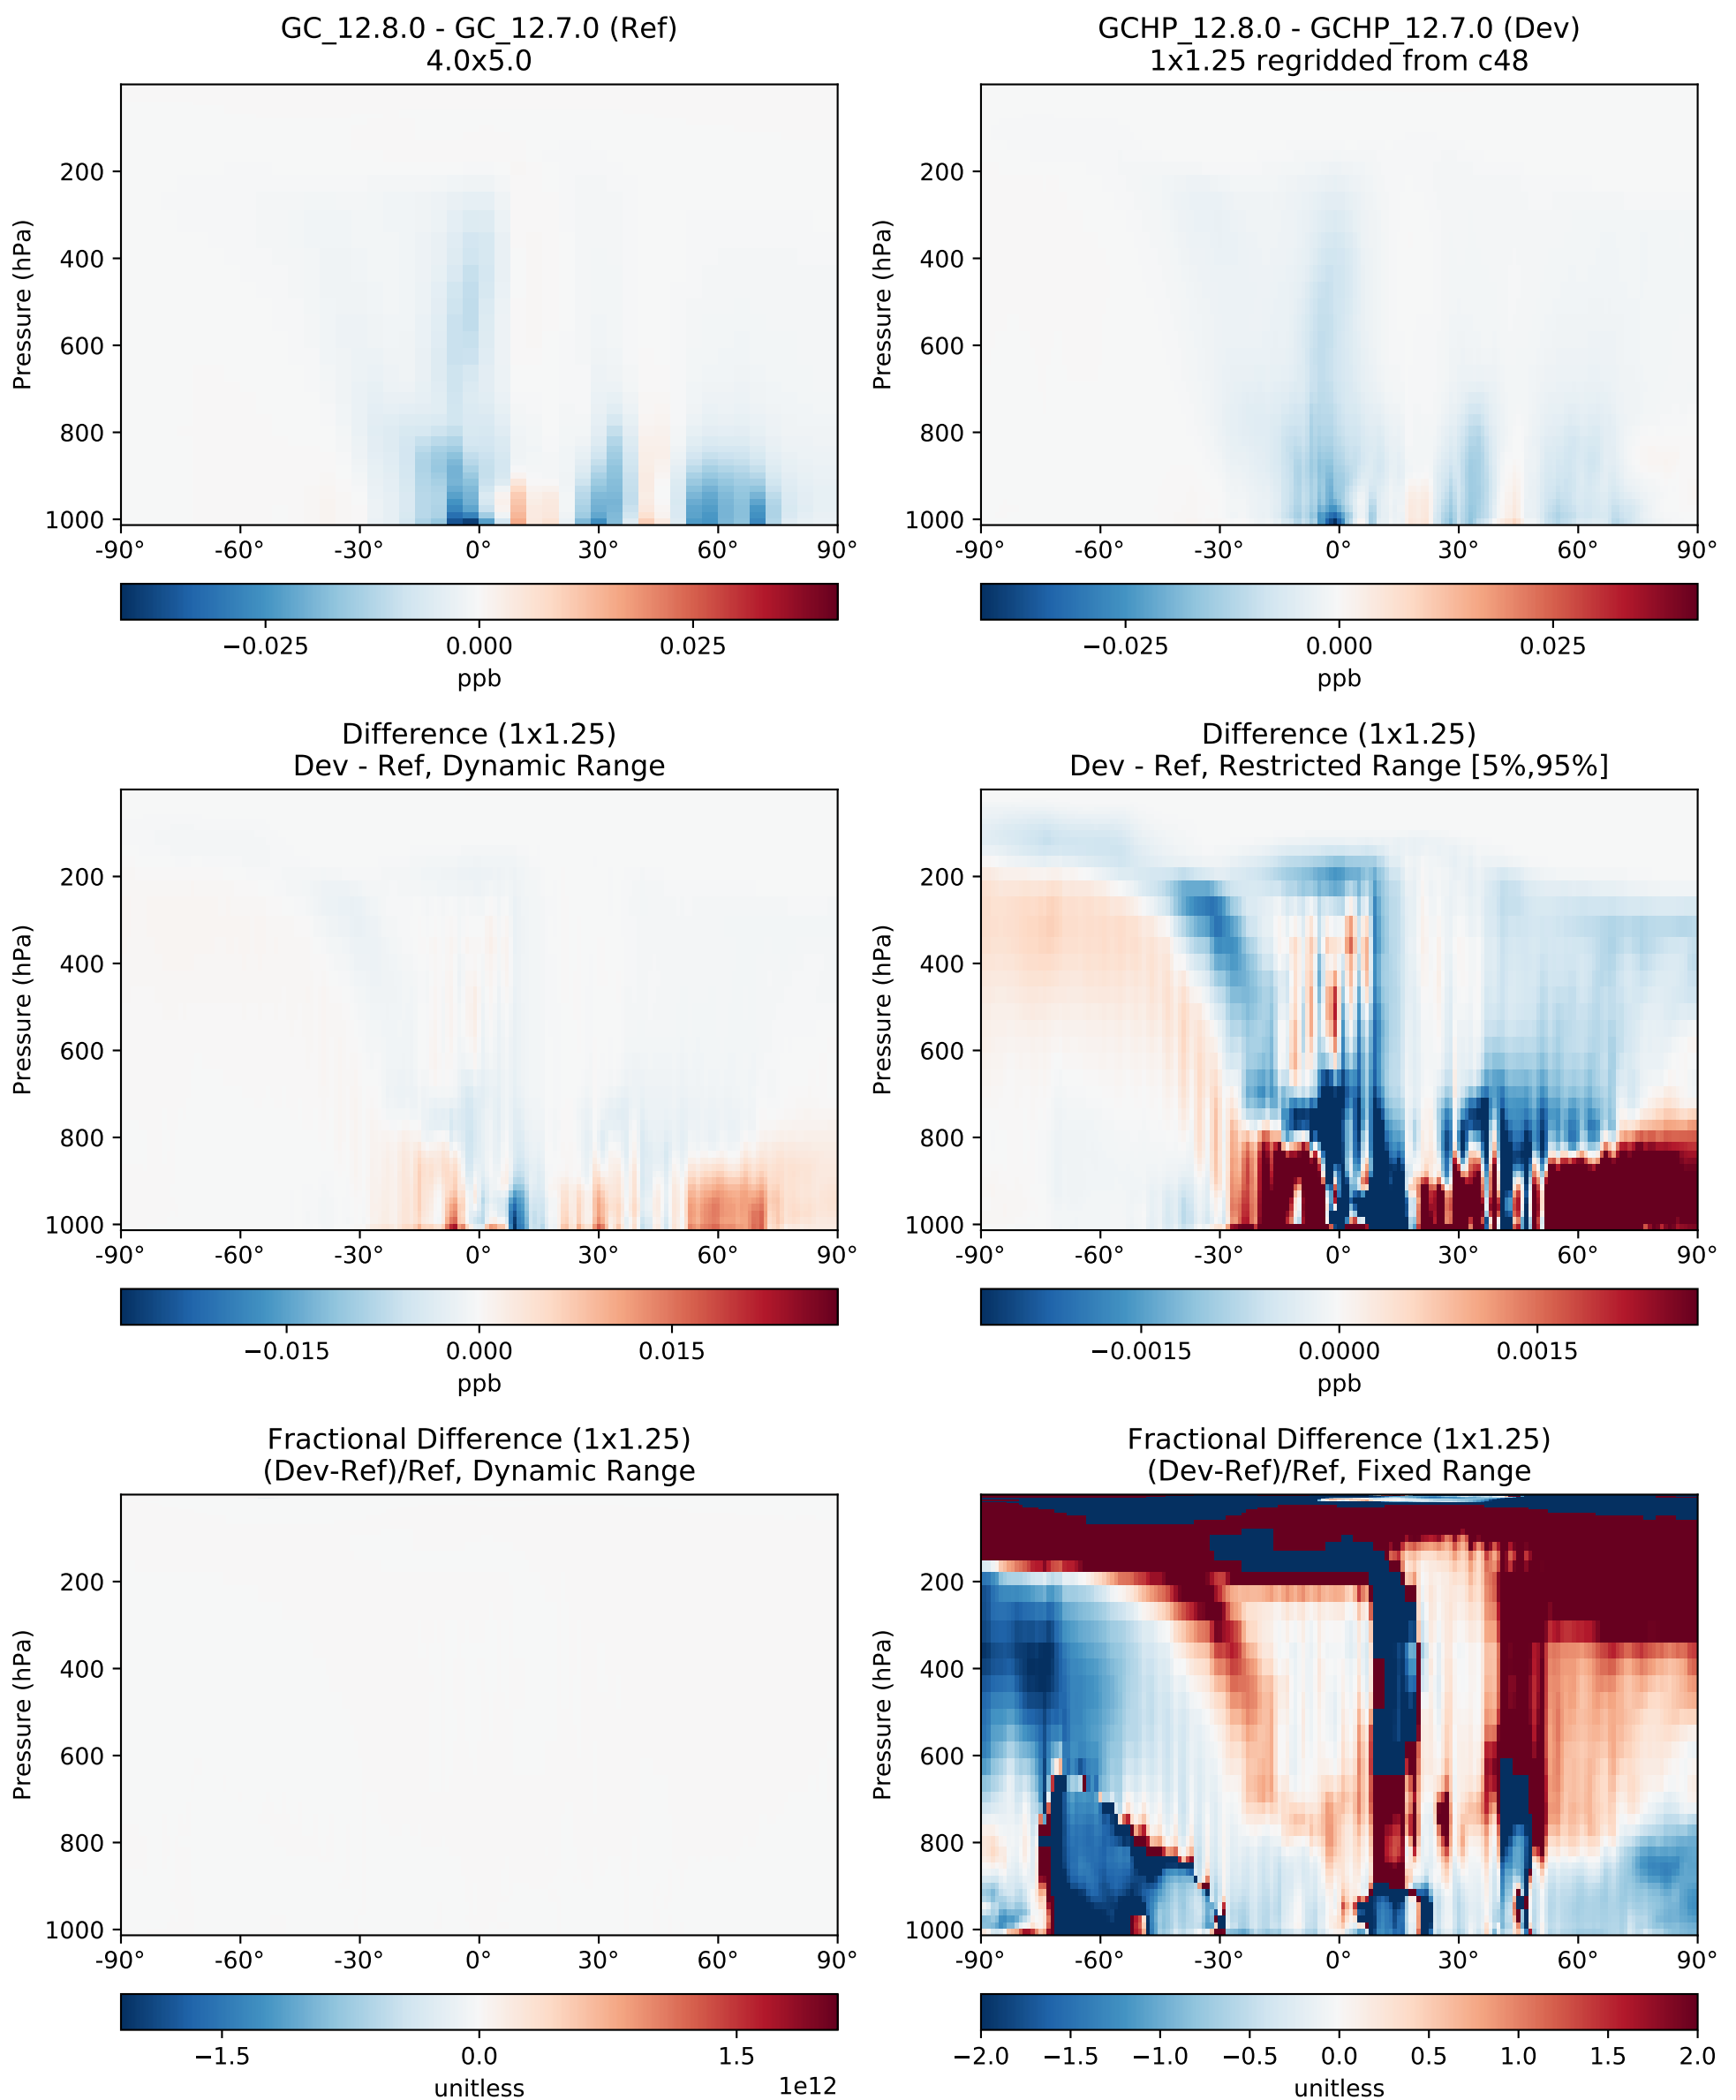 GC_12.8.0 - GC_12.7.0 (Ref)
4.0x5.0
Pressure (hPa)
200
400
600
800
1000
-90° -60° -30° 0° 30° 60° 90°
−0.025 0.000 0.025
ppb
GCHP_12.8.0 - GCHP_12.7.0 (Dev)
1x1.25 regridded from c48
Pressure (hPa)
200
400
600
800
1000
-90° -60° -30° 0° 30° 60° 90°
−0.025 0.000 0.025
ppb
Difference (1x1.25)
Dev - Ref, Dynamic Range
Pressure (hPa)
200
400
600
800
1000
-90° -60° -30° 0° 30° 60° 90°
−0.015 0.000 0.015
ppb
Difference (1x1.25)
Dev - Ref, Restricted Range [5%,95%]
Pressure (hPa)
200
400
600
800
1000
-90° -60° -30° 0° 30° 60° 90°
−0.0015 0.0000 0.0015
ppb
Fractional Difference (1x1.25)
(Dev-Ref)/Ref, Dynamic Range
Pressure (hPa)
200
400
600
800
1000
-90° -60° -30° 0° 30° 60° 90°
−1.5 0.0 1.5
1e12
unitless
Fractional Difference (1x1.25)
(Dev-Ref)/Ref, Fixed Range
Pressure (hPa)
200
400
600
800
1000
-90° -60° -30° 0° 30° 60° 90°
−2.0 −1.5 −1.0 −0.5 0.0 0.5 1.0 1.5 2.0
unitless